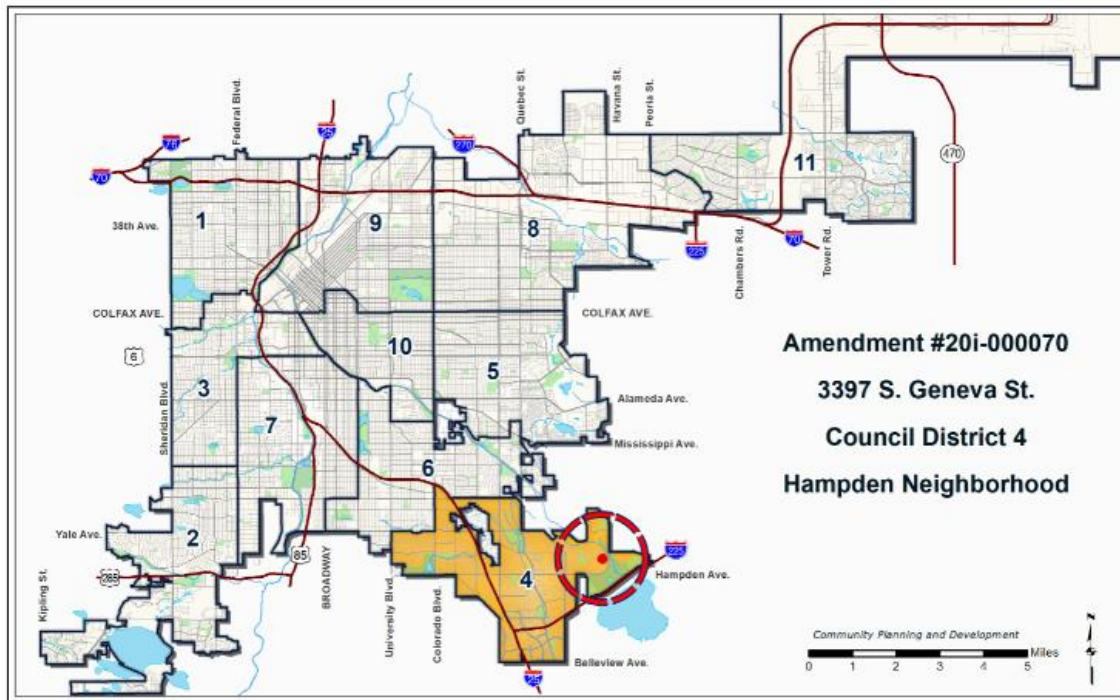 Federal Blvd.
Quebec St.
Havana St.
Peoria St.
76
25
270
70
470
11
1
9
8
38th Ave.
225
70
Chambers Rd.
Tower Rd.
COLFAX AVE.
COLFAX AVE.
6
10
5
3
7
Sheridan Blvd.
Alameda Ave.
Mississippi Ave.
6
Amendment #20i-000070
3397 S. Geneva St.
Council District 4
Hampden Neighborhood
Yale Ave.
2
85
285
Kipling St.
BROADWAY
University Blvd.
Colorado Blvd.
4
225
Hampden Ave.
Belleview Ave.
25
Community Planning and Development
Miles
0 1 2 3 4 5